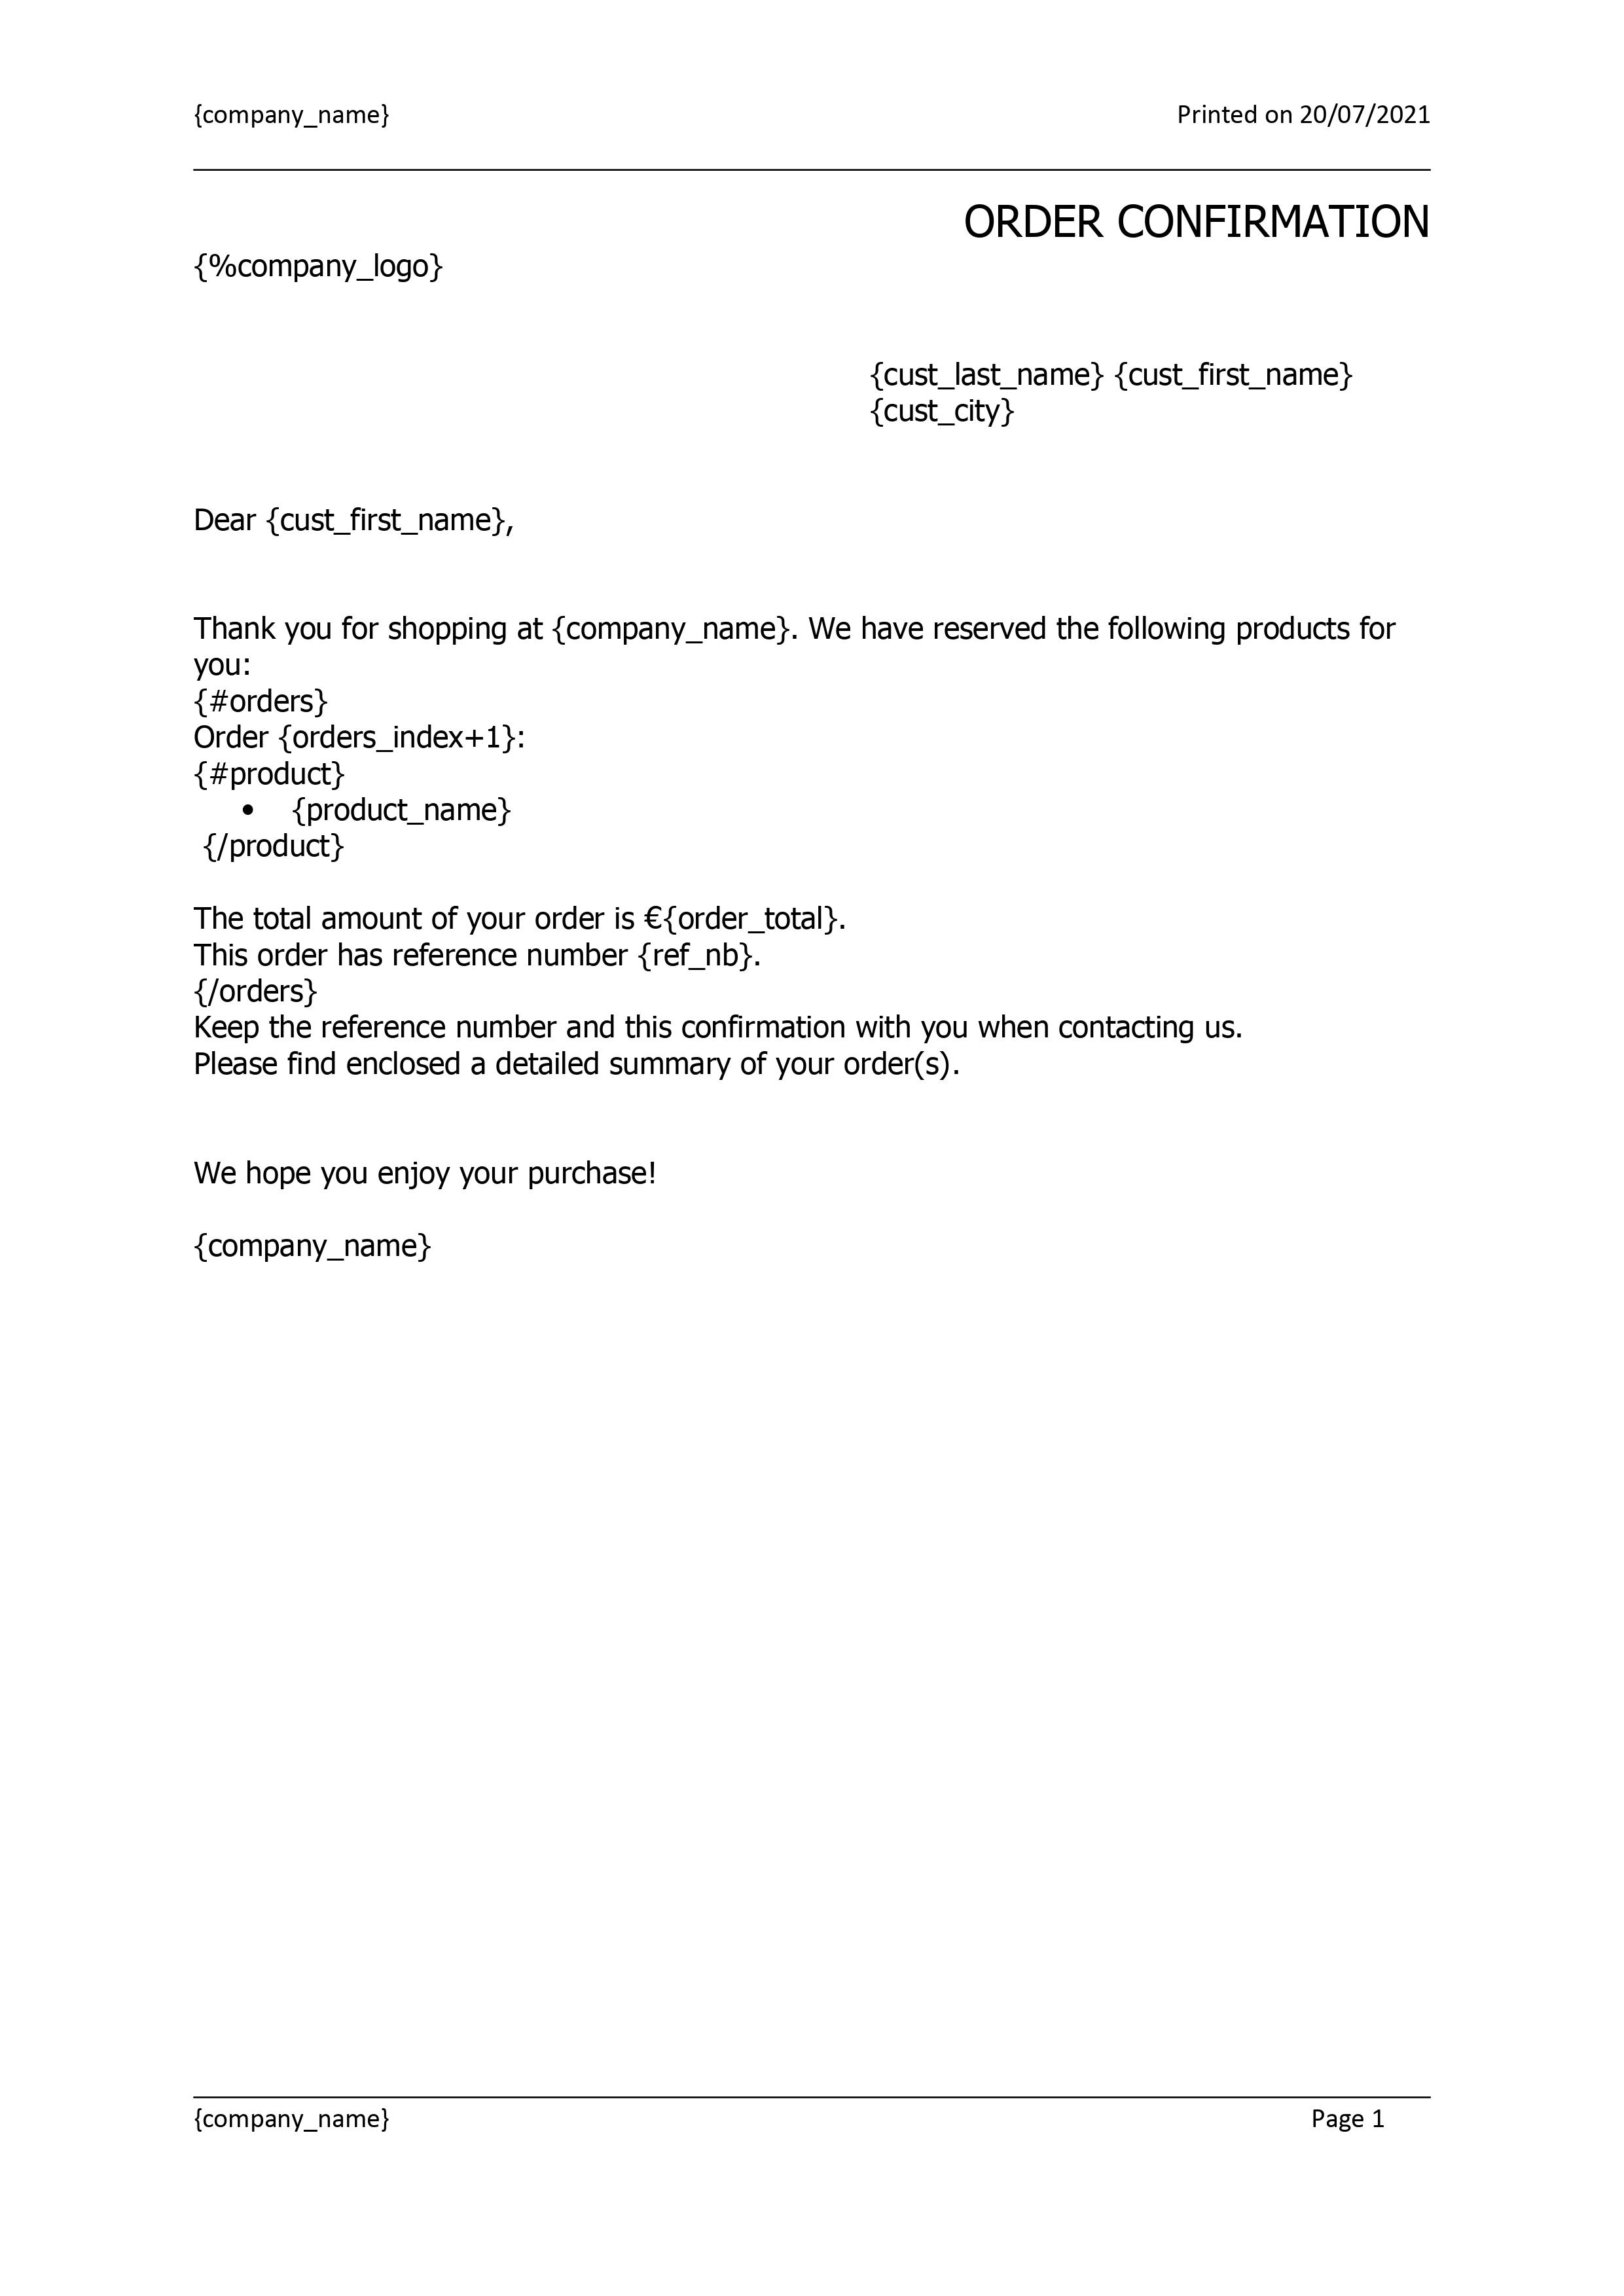 {company_name} Printed on 20/07/2021
ORDER CONFIRMATION
{%company_logo}
{cust_last_name} {cust_first_name}
{cust_city}
Dear {cust_first_name},
Thank you for shopping at {company_name}. We have reserved the following products for
you:
{#orders}
Order {orders_index+1}:
{#product}
• {product_name}
{/product}
The total amount of your order is €{order_total}.
This order has reference number {ref_nb}.
{/orders}
Keep the reference number and this confirmation with you when contacting us.
Please find enclosed a detailed summary of your order(s).
We hope you enjoy your purchase!
{company_name}
{company_name} Page 1